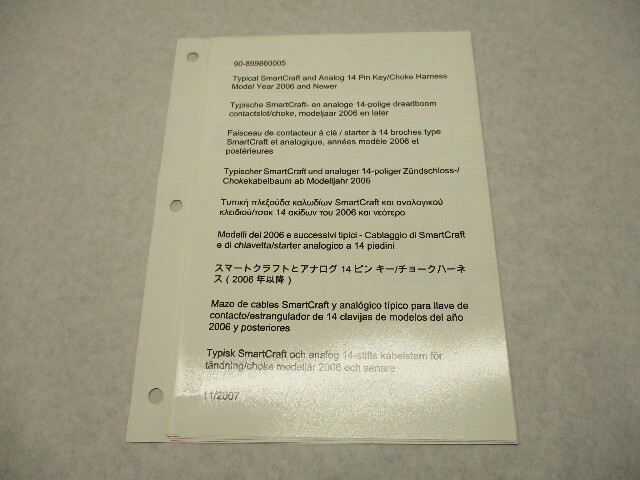 90-899860005
Typical SmartCraft and Analog 14 Pin Key/Choke Harness
Model Year 2006 and Newer
Typische SmartCraft- en analoge 14-polige draadboom
contactslot/choke, modeljaar 2006 en later
Faisceau de contacteur à clé / starter à 14 broches type
SmartCraft et analogique, années modèle 2006 et
postérieures
Typischer SmartCraft und analoger 14-poliger Zündschloss-/
Chokekabelbaum ab Modelljahr 2006
Τυπική πλεξούδα καλωδίων SmartCraft και αναλογικού
κλειδιού/τσοκ 14 ακίδων του 2006 και νεότερο
Modelli del 2006 e successivi tipici - Cablaggio di SmartCraft
e di chiavetta/starter analogico a 14 piedini
スマートクラフトとアナログ 14 ピン キー/チョークハーネ
ス ( 2006 年以降 )
Mazo de cables SmartCraft y analógico típico para llave de
contacto/estrangulador de 14 clavijas de modelos del año
2006 y posteriores
Typisk SmartCraft och analog 14-stifts kabelstam för
tändning/choke modellår 2006 och senare
11/2007